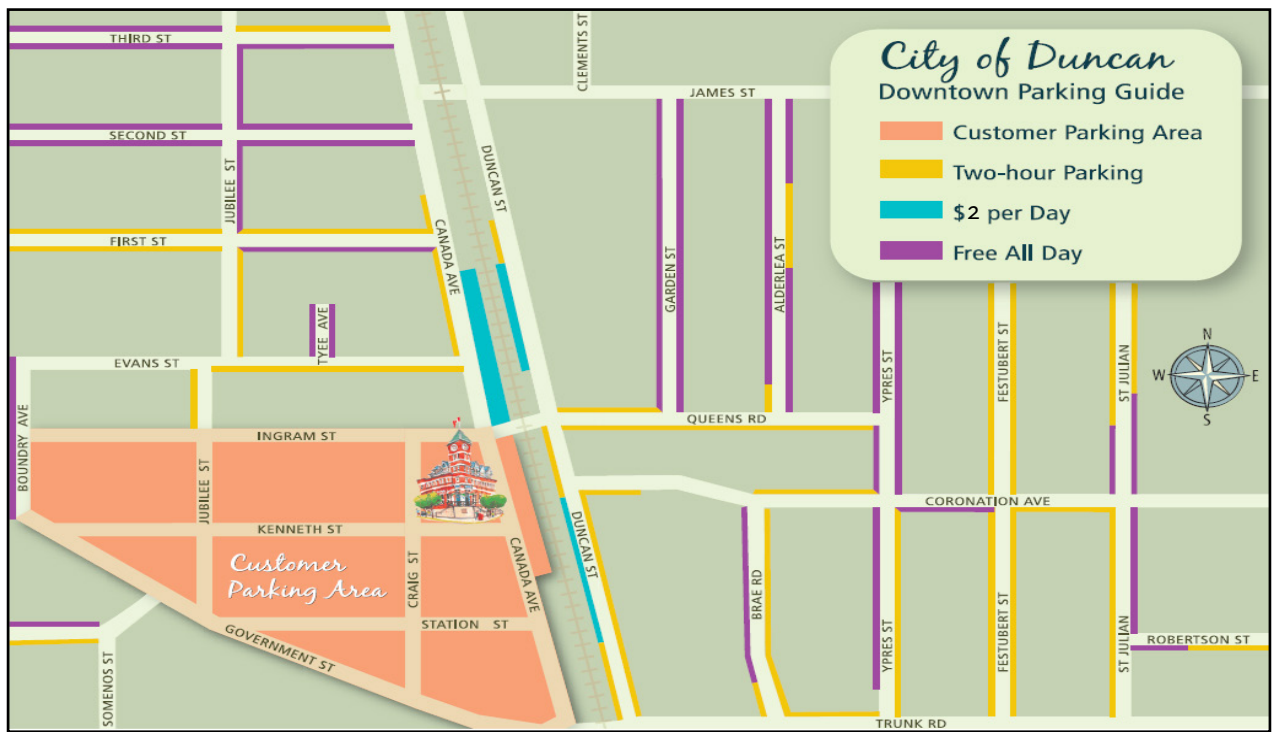 City of Duncan
Downtown Parking Guide
Customer Parking Area
Two-hour Parking
$2 per Day
Free All Day
THIRD ST
CLEMENTS ST
JAMES ST
SECOND ST
DUNCAN ST
JUBILEE ST
FIRST ST
CANADA AVE
GARDEN ST
ALDERLEA ST
TYEE AVE
EVANS ST
YPRES ST
FESTUBERT ST
ST JULIAN
N
W
E
S
BOUNDRY AVE
INGRAM ST
QUEENS RD
JUBILEE ST
KENNETH ST
CORONATION AVE
Customer
Parking Area
CRAIG ST
CANADA AVE
DUNCAN ST
BRAE RD
STATION ST
GOVERNMENT ST
SOMENOS ST
YPRES ST
FESTUBERT ST
ST JULIAN
ROBERTSON ST
TRUNK RD